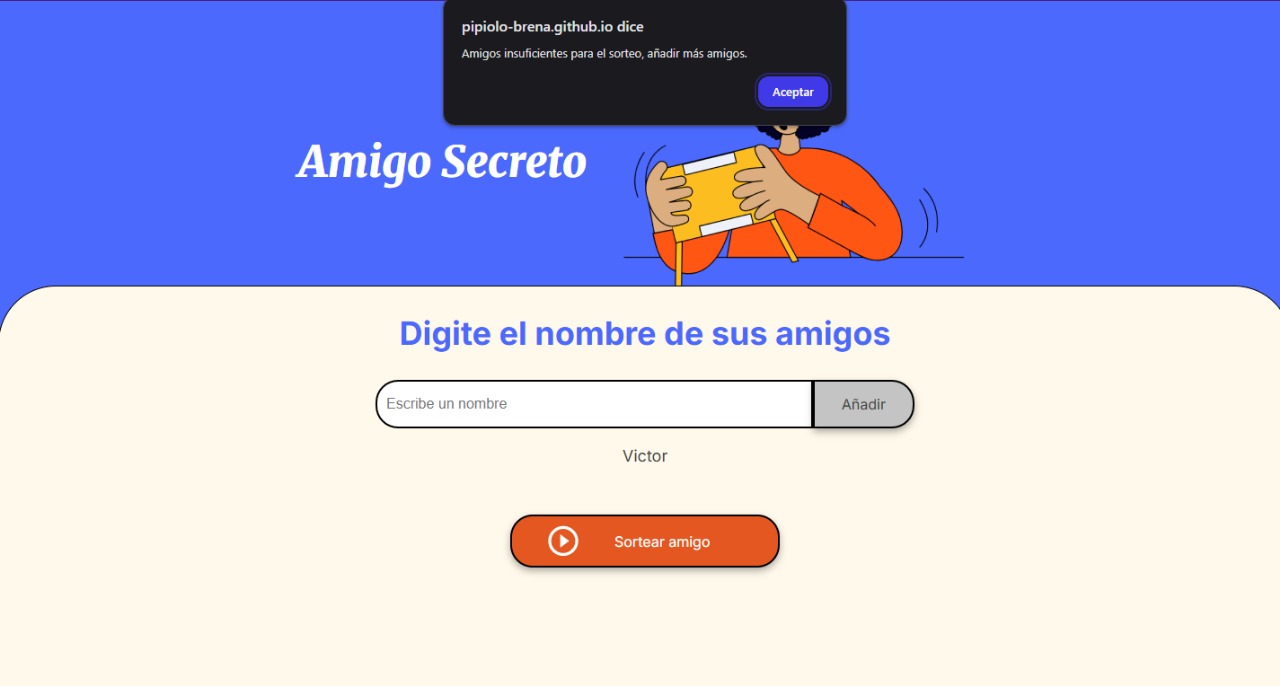 pipiolo-brena.github.io dice
Amigos insuficientes para el sorteo, añadir más amigos.
Aceptar
Amigo Secreto
Digite el nombre de sus amigos
Escribe un nombre
Añadir
Victor
Sortear amigo